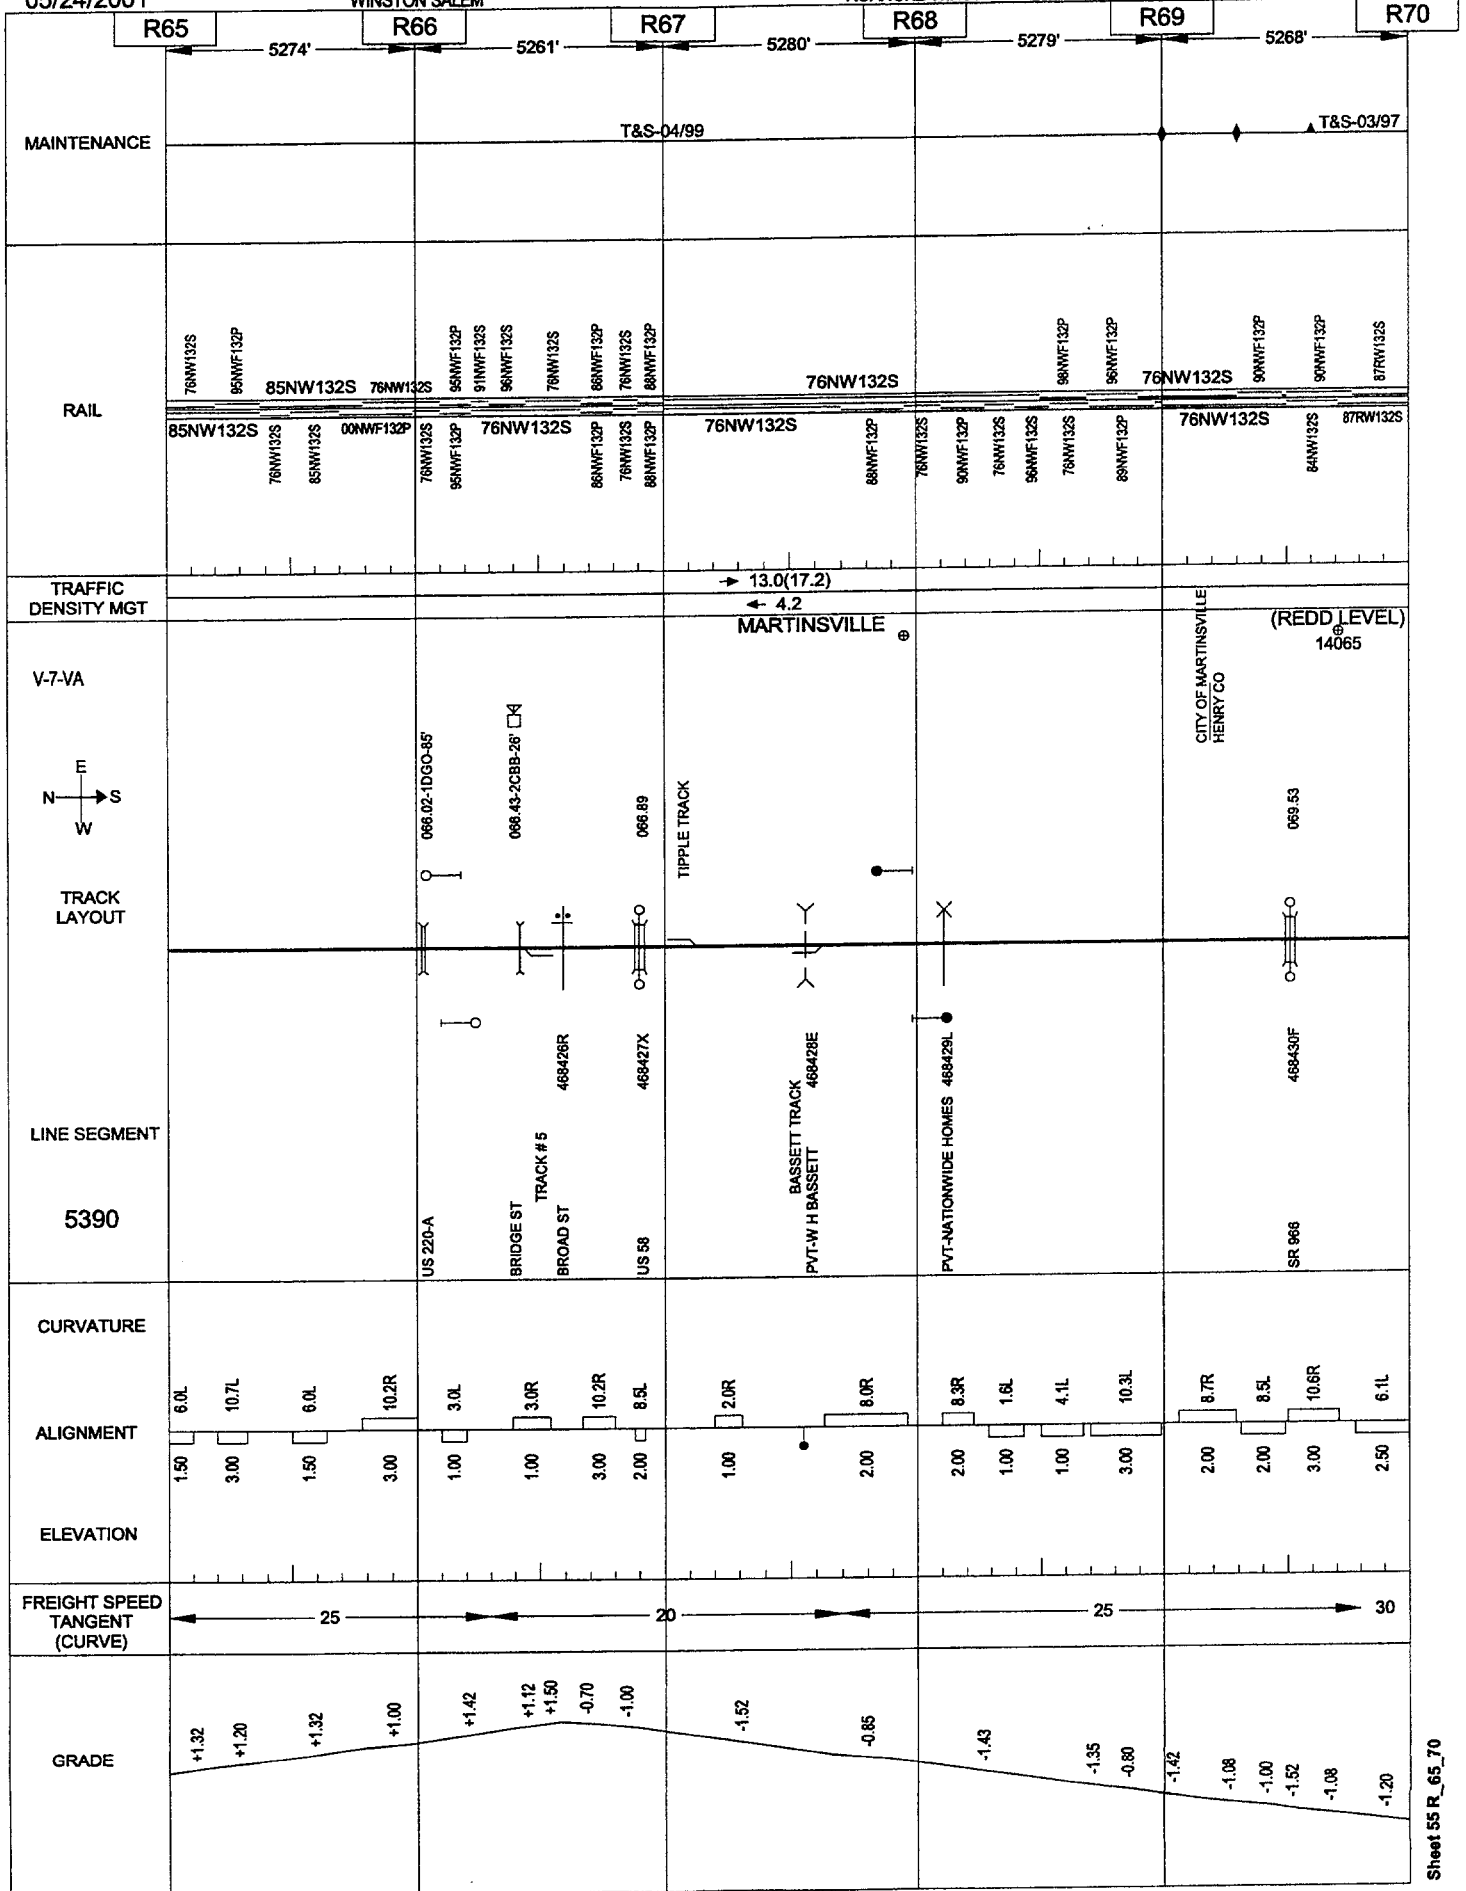 05/24/2001
WINSTON SALEM
R65 R66 R67 R68 R69 R70
5274' 5261' 5280' 5279' 5268'
MAINTENANCE
T&S-04/99
T&S-03/97
RAIL
76NW132S 95NWF132P 85NW132S 76NW132S 95NWF132P 91NWF132S 96NWF132S 76NW132S 86NWF132P 76NW132S 88NWF132P 76NW132S 98NWF132P 96NWF132P 76NW132S 90NWF132P 90NWF132P 87RW132S
85NW132S 76NW132S 85NW132S 00NWF132P 76NW132S 95NWF132P 76NW132S 86NWF132P 76NW132S 88NWF132P 76NW132S 88NWF132P 76NW132S 90NWF132P 76NW132S 96NWF132S 76NW132S 89NWF132P 76NW132S 84NW132S 87RW132S
TRAFFIC
DENSITY MGT
13.0(17.2)
4.2
MARTINSVILLE
(REDD LEVEL)
14065
V-7-VA
CITY OF MARTINSVILLE
HENRY CO
E
N S
W
066.02-1DGO-85'
066.43-2CBB-26'
066.89
TIPPLE TRACK
069.53
TRACK
LAYOUT
LINE SEGMENT
5390
US 220-A
BRIDGE ST
TRACK # 5
BROAD ST 468426R
US 58 468427X
BASSETT TRACK
PVT-W H BASSETT 468428E
PVT-NATIONWIDE HOMES 468429L
SR 966 468430F
CURVATURE
6.0L 10.7L 6.0L 10.2R 3.0L 3.0R 10.2R 8.5L 2.0R 8.0R 8.3R 1.6L 4.1L 10.3L 8.7R 8.5L 10.6R 6.1L
ALIGNMENT
1.50 3.00 1.50 3.00 1.00 1.00 3.00 2.00 1.00 2.00 2.00 1.00 1.00 3.00 2.00 2.00 3.00 2.50
ELEVATION
FREIGHT SPEED
TANGENT
(CURVE)
25 20 25 30
GRADE
+1.32 +1.20 +1.32 +1.00 +1.42 +1.12 +1.50 -0.70 -1.00 -1.52 -0.85 -1.43 -1.35 -0.80 -1.42 -1.08 -1.00 -1.52 -1.08 -1.20
Sheet 55 R_65_70